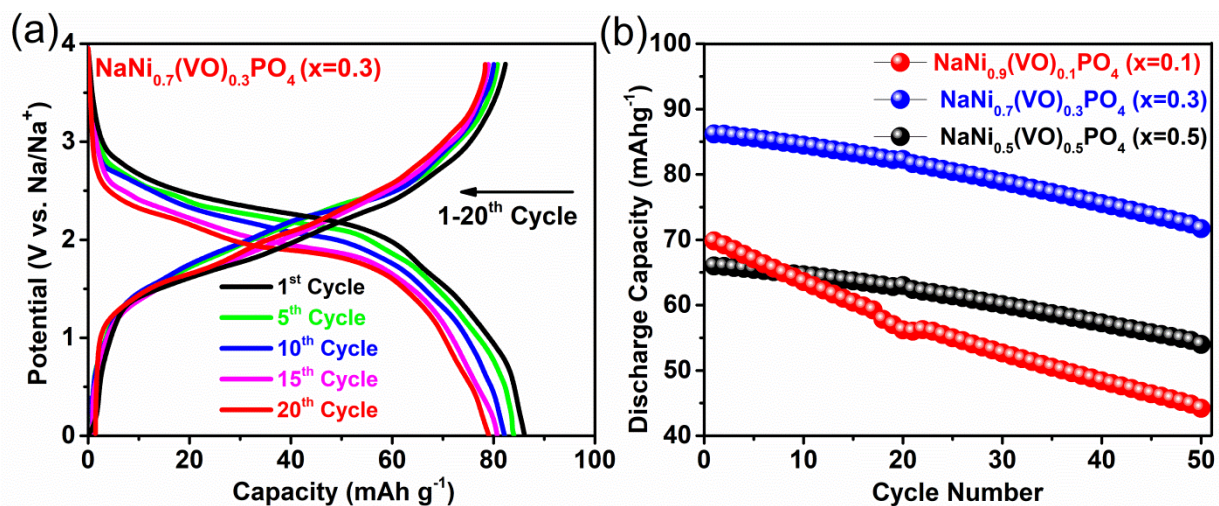 (a)
NaNi0.7(VO)0.3PO4 (x=0.3)
4
3
2
1
0
Potential (V vs. Na/Na+)
1-20th Cycle
1st Cycle
5th Cycle
10th Cycle
15th Cycle
20th Cycle
0 20 40 60 80 100
Capacity (mAh g-1)
(b)
NaNi0.9(VO)0.1PO4 (x=0.1)
NaNi0.7(VO)0.3PO4 (x=0.3)
NaNi0.5(VO)0.5PO4 (x=0.5)
100
90
80
70
60
50
40
Discharge Capacity (mAhg-1)
0 10 20 30 40 50
Cycle Number